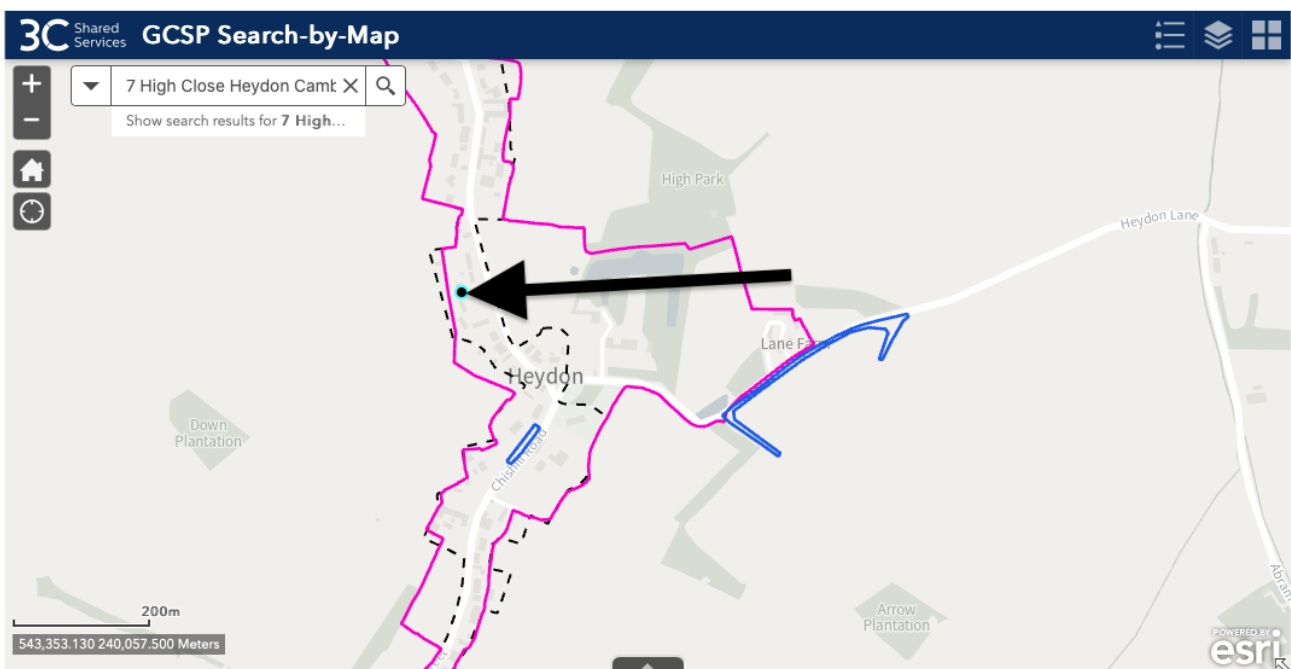 3C Shared Services GCSP Search-by-Map
7 High Close Heydon Camb
Show search results for 7 High...
High Park
Heydon Lane
Lane Farm
Heydon
Down
Plantation
Chishill Road
200m
Arrow
Plantation
543,353.130 240,057.500 Meters
POWERED BY
esri